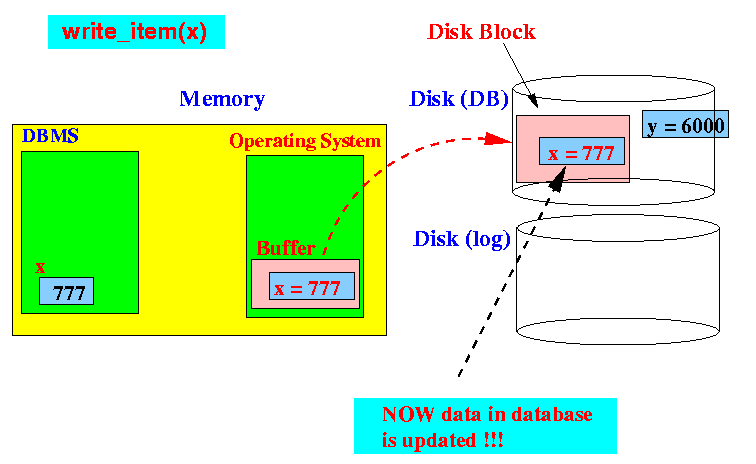 write_item(x)
Disk Block
Memory
Disk (DB)
DBMS
Operating System
y = 6000
x = 777
Disk (log)
Buffer
x
777
x = 777
NOW data in database
is updated !!!